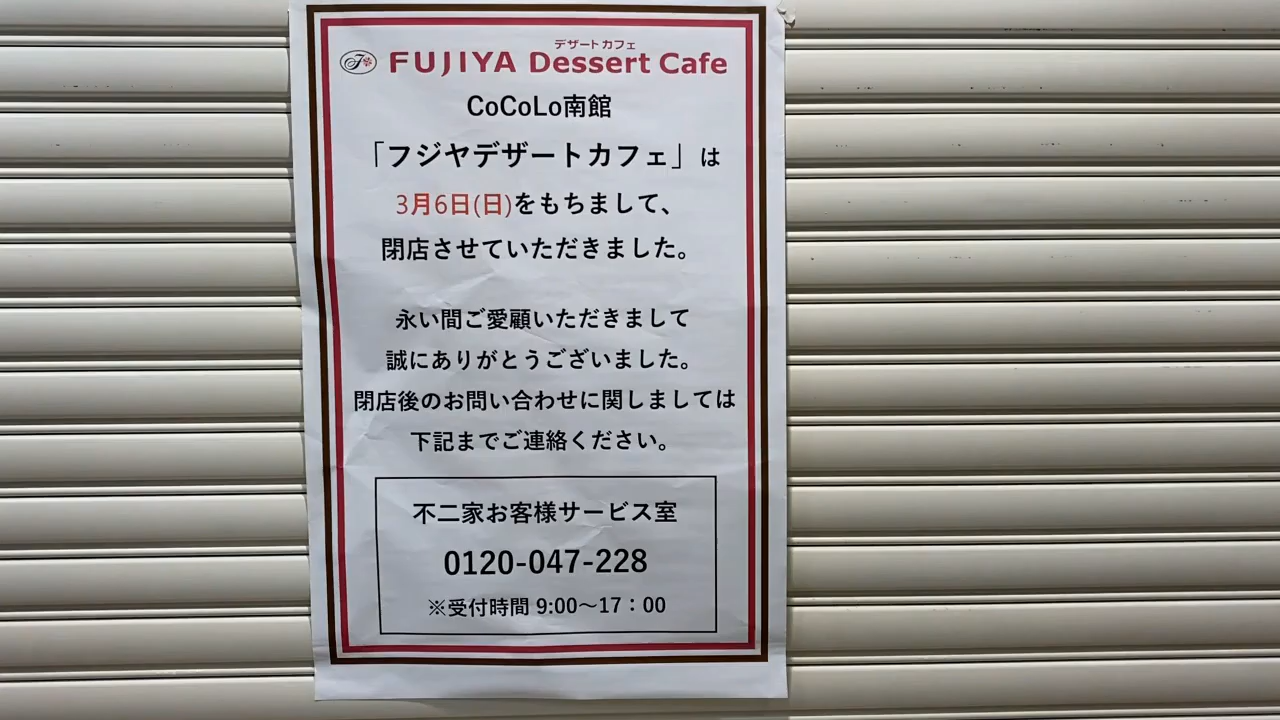 デザートカフェ
FUJIYA Dessert Cafe
CoCoLo南館
「フジヤデザートカフェ」は
3月6日(日)をもちまして、
閉店させていただきました。
永い間ご愛顧いただきまして
誠にありがとうございました。
閉店後のお問い合わせに関しましては
下記までご連絡ください。
不二家お客様サービス室
0120-047-228
※受付時間 9:00～17：00